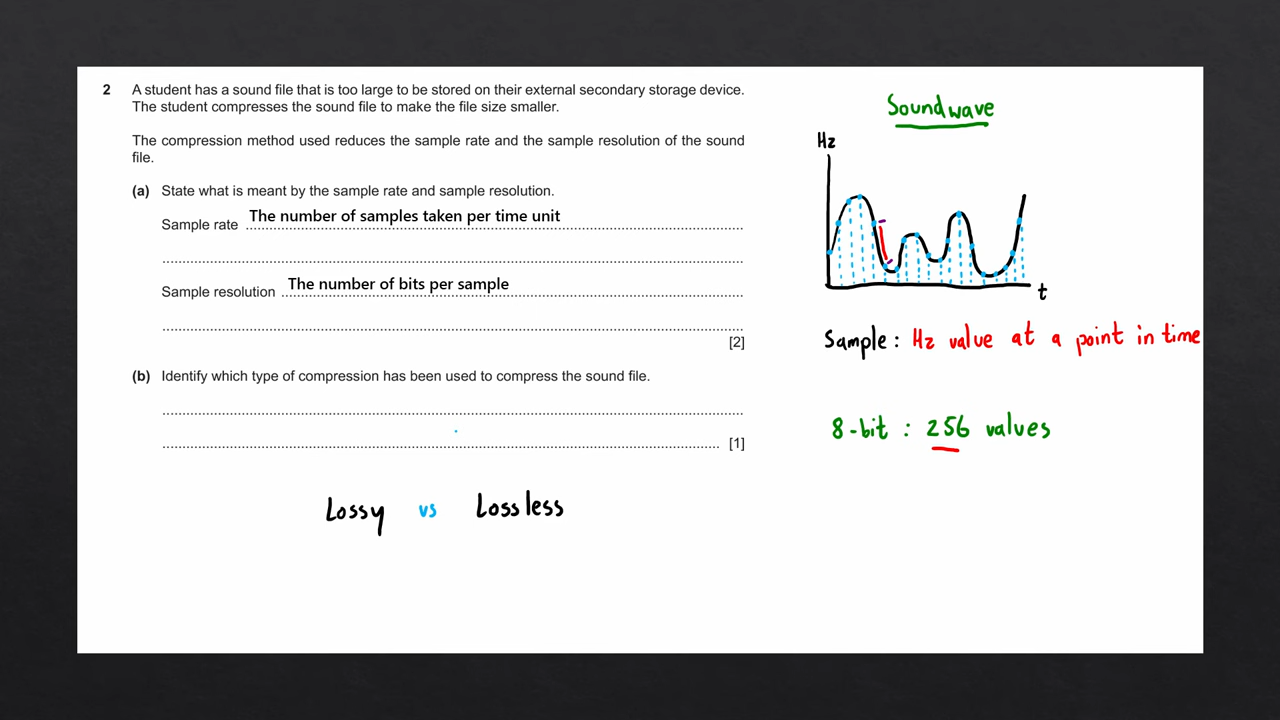 2 A student has a sound file that is too large to be stored on their external secondary storage device.
The student compresses the sound file to make the file size smaller.
The compression method used reduces the sample rate and the sample resolution of the sound
file.
(a) State what is meant by the sample rate and sample resolution.
Sample rate The number of samples taken per time unit
Sample resolution The number of bits per sample
[2]
(b) Identify which type of compression has been used to compress the sound file.
[1]
Lossy vs Lossless
Soundwave
Hz
t
Sample: Hz value at a point in time
8-bit : 256 values